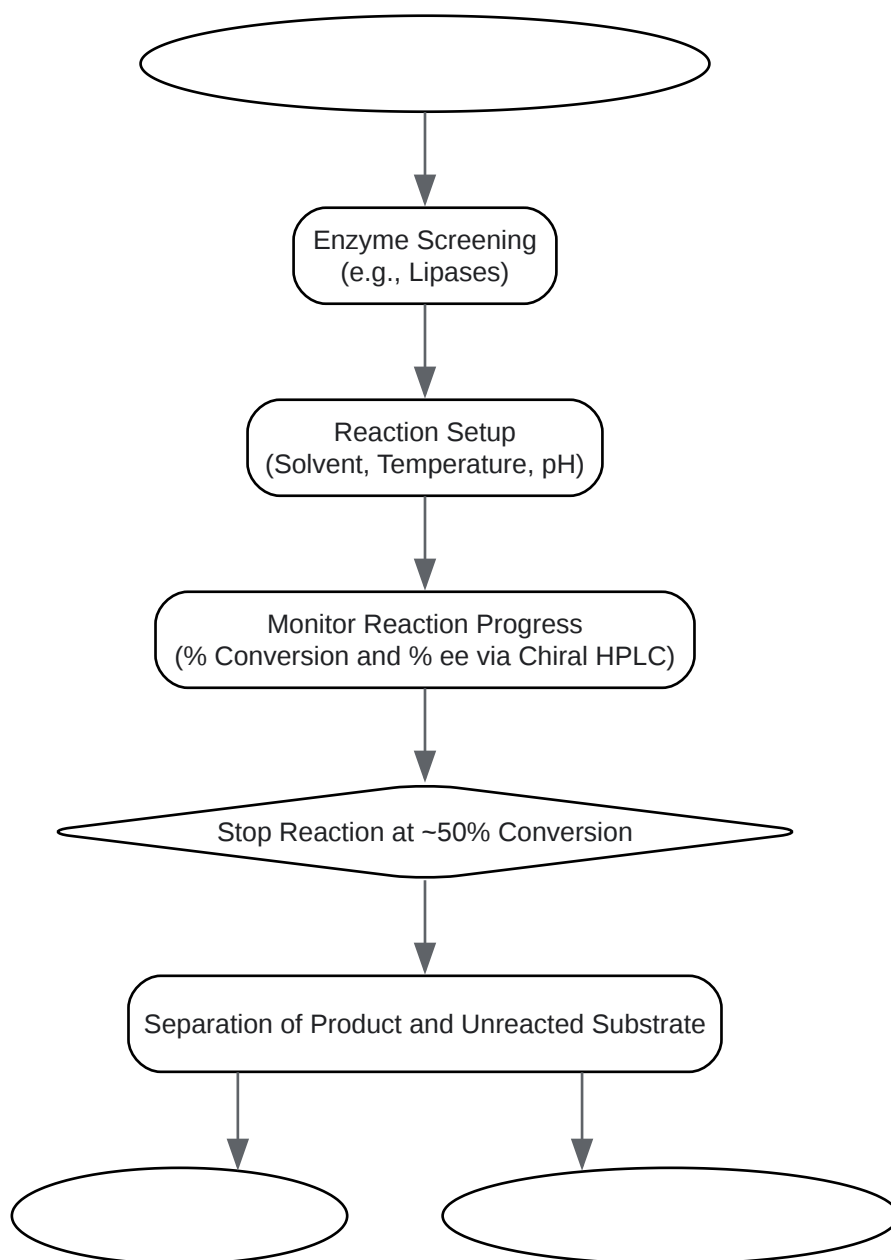 Enzyme Screening
(e.g., Lipases)
Reaction Setup
(Solvent, Temperature, pH)
Monitor Reaction Progress
(% Conversion and % ee via Chiral HPLC)
Stop Reaction at ~50% Conversion
Separation of Product and Unreacted Substrate